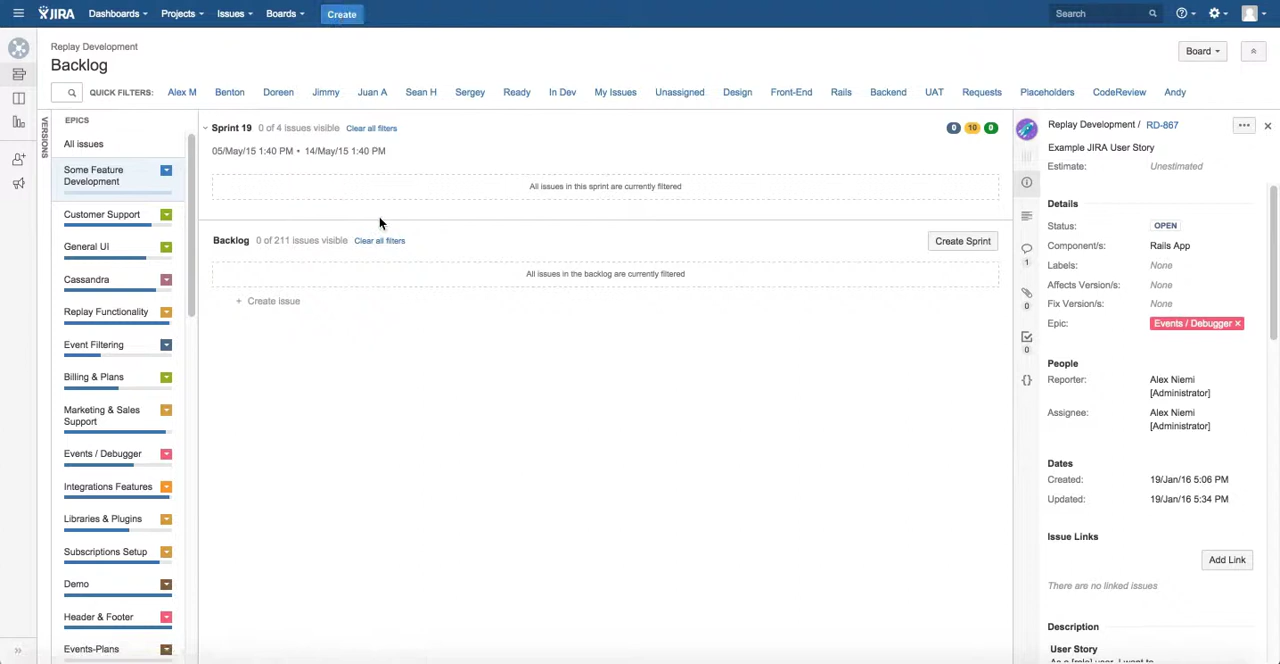 JIRA Dashboards Projects Issues Boards Create Search
Replay Development
Backlog
Board
QUICK FILTERS: Alex M Benton Doreen Jimmy Juan A Sean H Sergey Ready In Dev My Issues Unassigned Design Front-End Rails Backend UAT Requests Placeholders CodeReview Andy
VERSIONS
EPICS
All issues
Some Feature
Development
Customer Support
General UI
Cassandra
Replay Functionality
Event Filtering
Billing & Plans
Marketing & Sales
Support
Events / Debugger
Integrations Features
Libraries & Plugins
Subscriptions Setup
Demo
Header & Footer
Events-Plans
Sprint 19 0 of 4 issues visible Clear all filters 0 10 0
05/May/15 1:40 PM • 14/May/15 1:40 PM
All issues in this sprint are currently filtered
Backlog 0 of 211 issues visible Clear all filters Create Sprint
All issues in the backlog are currently filtered
+ Create issue
1
0
0
{}
Replay Development / RD-867
Example JIRA User Story
Estimate: Unestimated
Details
Status: OPEN
Component/s: Rails App
Labels: None
Affects Version/s: None
Fix Version/s: None
Epic: Events / Debugger ×
People
Reporter: Alex Niemi
[Administrator]
Assignee: Alex Niemi
[Administrator]
Dates
Created: 19/Jan/16 5:06 PM
Updated: 19/Jan/16 5:34 PM
Issue Links
Add Link
There are no linked issues
Description
User Story
As a [role] user, I want to